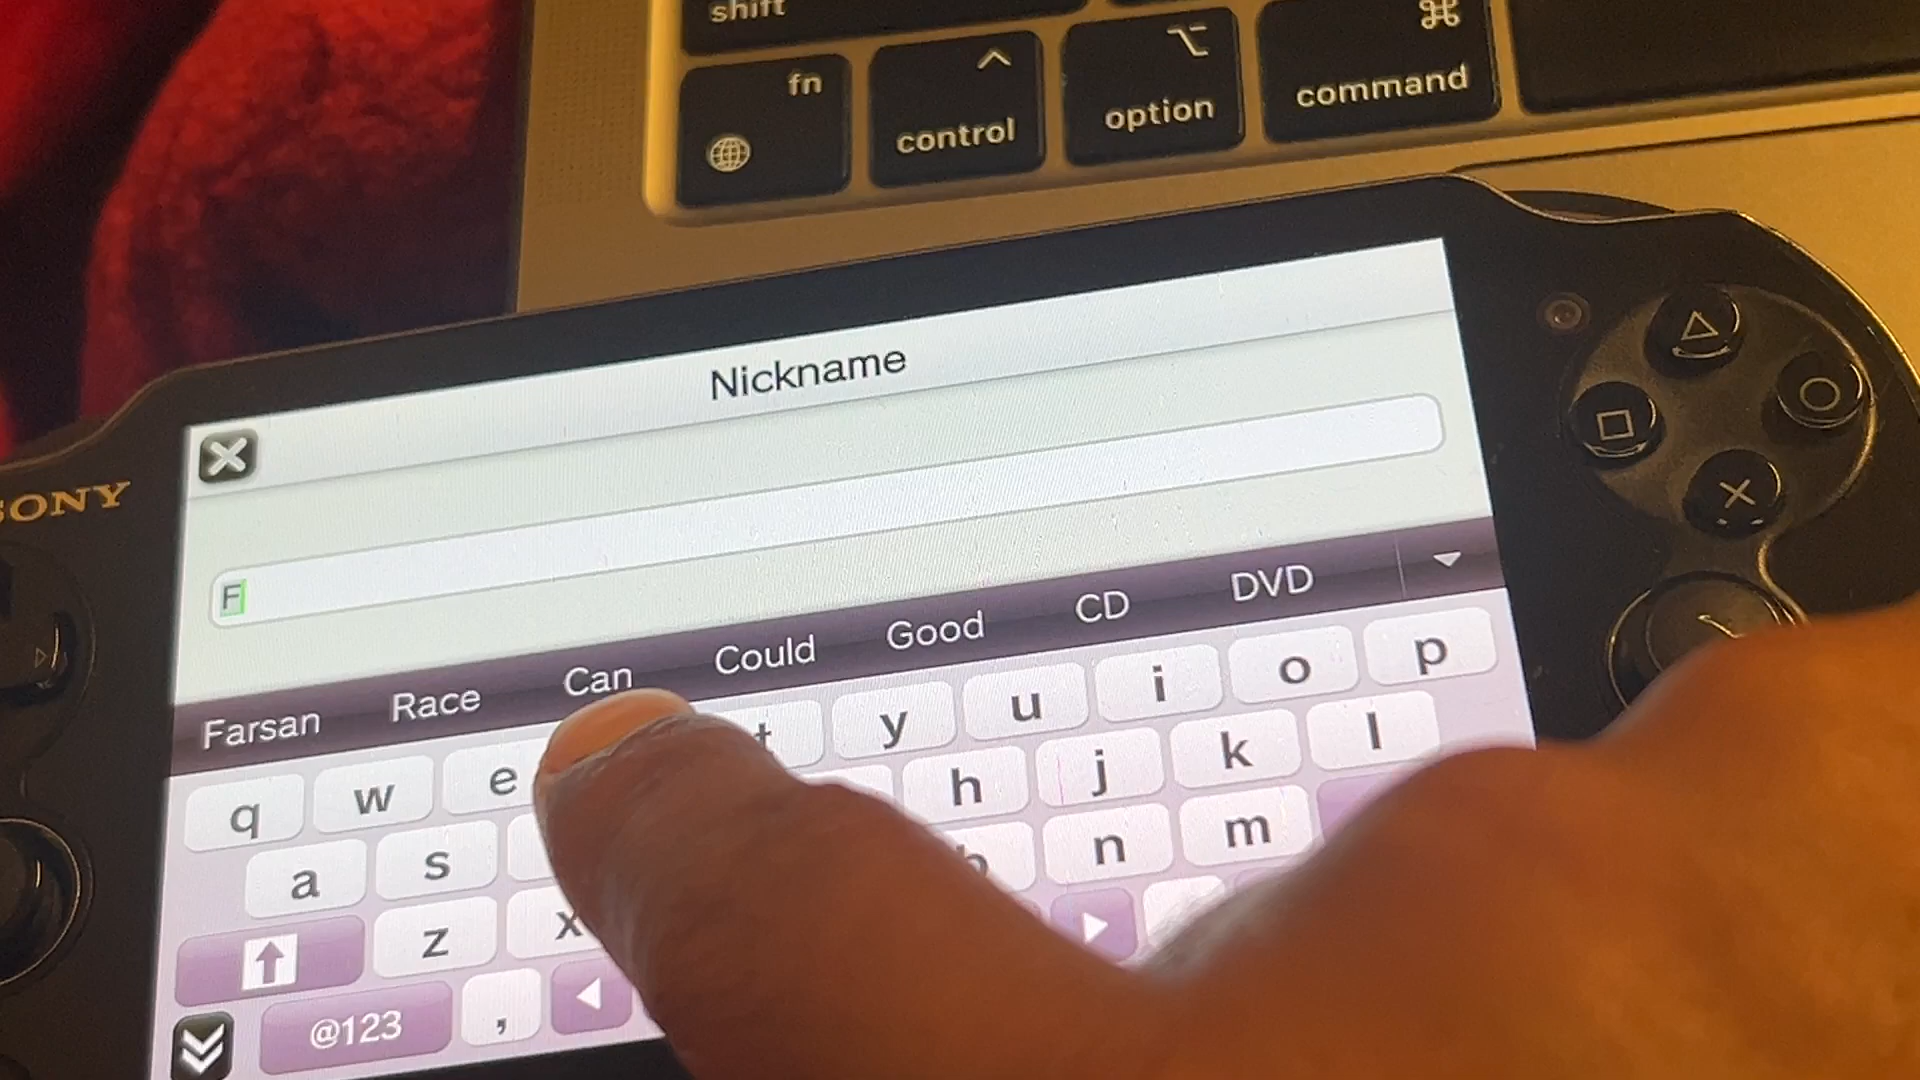 shift
fn
control
option
command
SONY
Nickname
F
Farsan Race Can Could Good CD DVD
q w e t y u i o p
a s h j k l
z x b n m
@123 ,